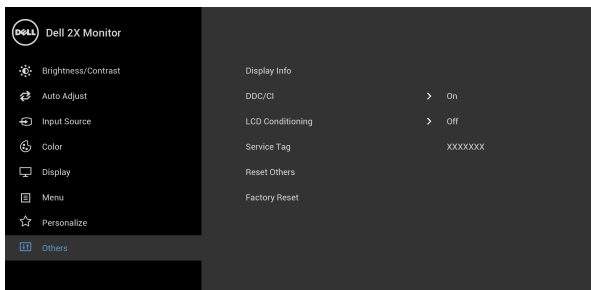 DELL Dell 2X Monitor
Brightness/Contrast
Auto Adjust
Input Source
Color
Display
Menu
Personalize
Others
Display Info
DDC/CI > On
LCD Conditioning > Off
Service Tag XXXXXXX
Reset Others
Factory Reset